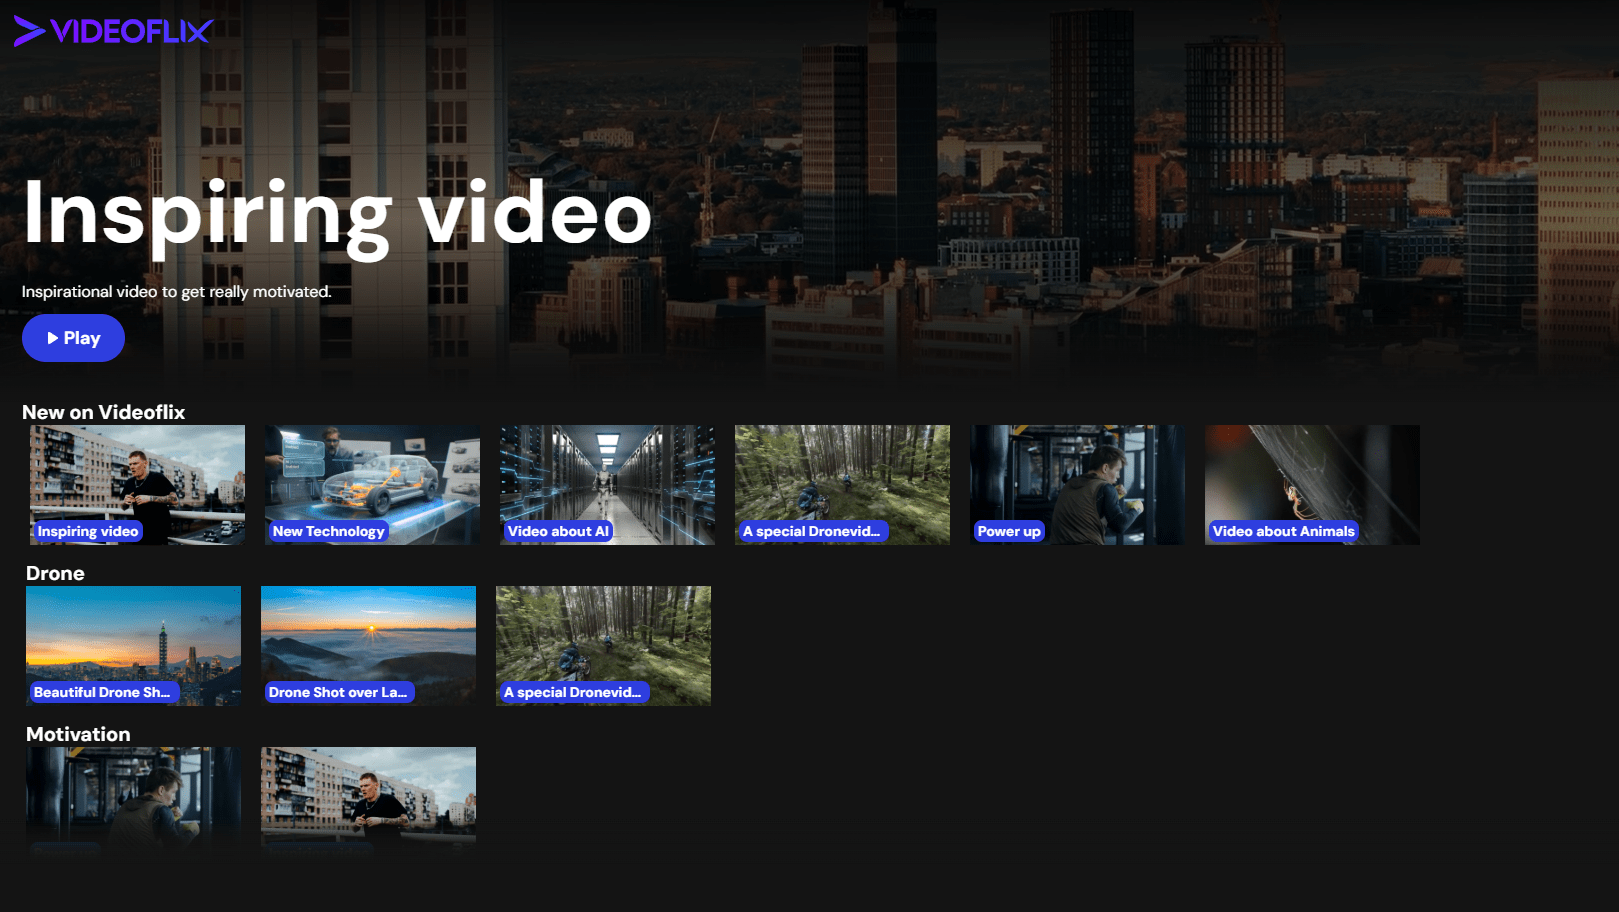 VIDEOFLIX
Inspiring video
Inspirational video to get really motivated.
Play
New on Videoflix
Inspiring video
New Technology
Video about AI
A special Dronevid...
Power up
Video about Animals
Drone
Beautiful Drone Sh...
Drone Shot over La...
A special Dronevid...
Motivation